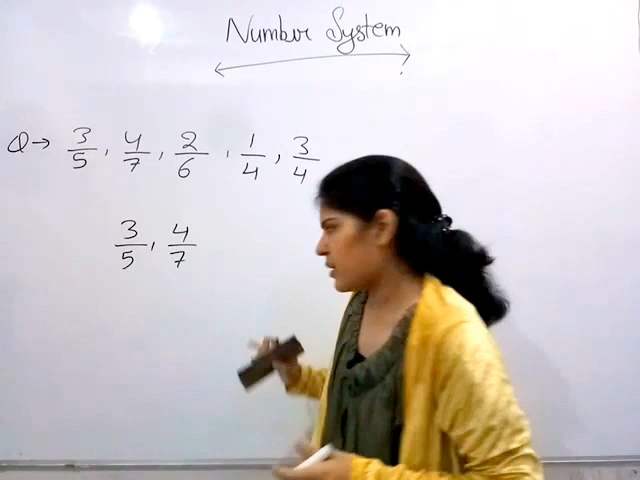 Number System
Q→ 3/5, 4/7, 2/6, 1/4, 3/4
3/5, 4/7